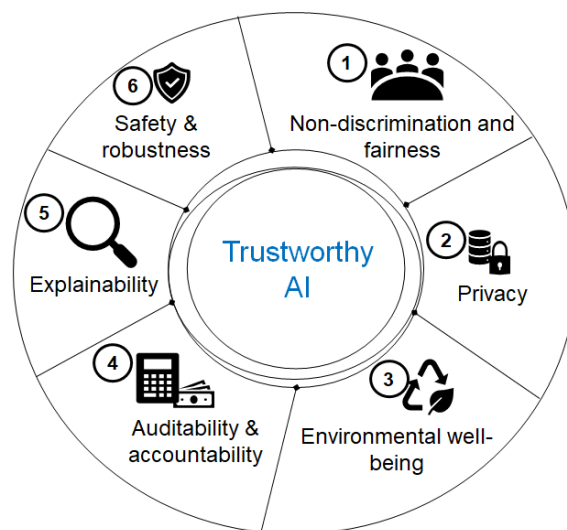 1
Non-discrimination and
fairness
2
Privacy
3
Environmental well-
being
4
Auditability &
accountability
5
Explainability
6
Safety &
robustness
Trustworthy
AI